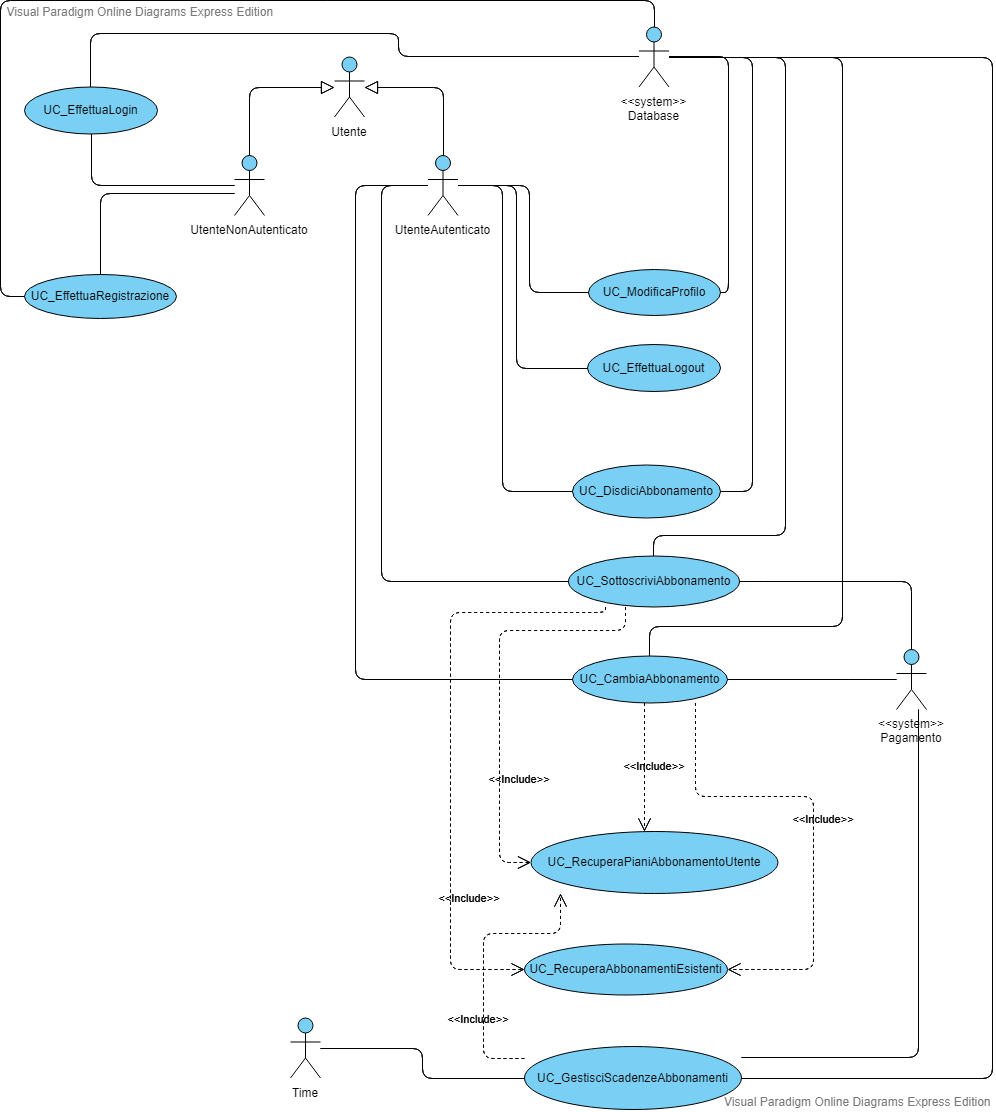 Visual Paradigm Online Diagrams Express Edition
<<system>>
Database
UC_EffettuaLogin
Utente
UtenteNonAutenticato
UtenteAutenticato
UC_EffettuaRegistrazione
UC_ModificaProfilo
UC_EffettuaLogout
UC_DisdiciAbbonamento
UC_SottoscriviAbbonamento
UC_CambiaAbbonamento
<<system>>
Pagamento
<<Include>>
<<Include>>
<<Include>>
UC_RecuperaPianiAbbonamentoUtente
<<Include>>
UC_RecuperaAbbonamentiEsistenti
<<Include>>
UC_GestisciScadenzeAbbonamenti
Time
Visual Paradigm Online Diagrams Express Edition